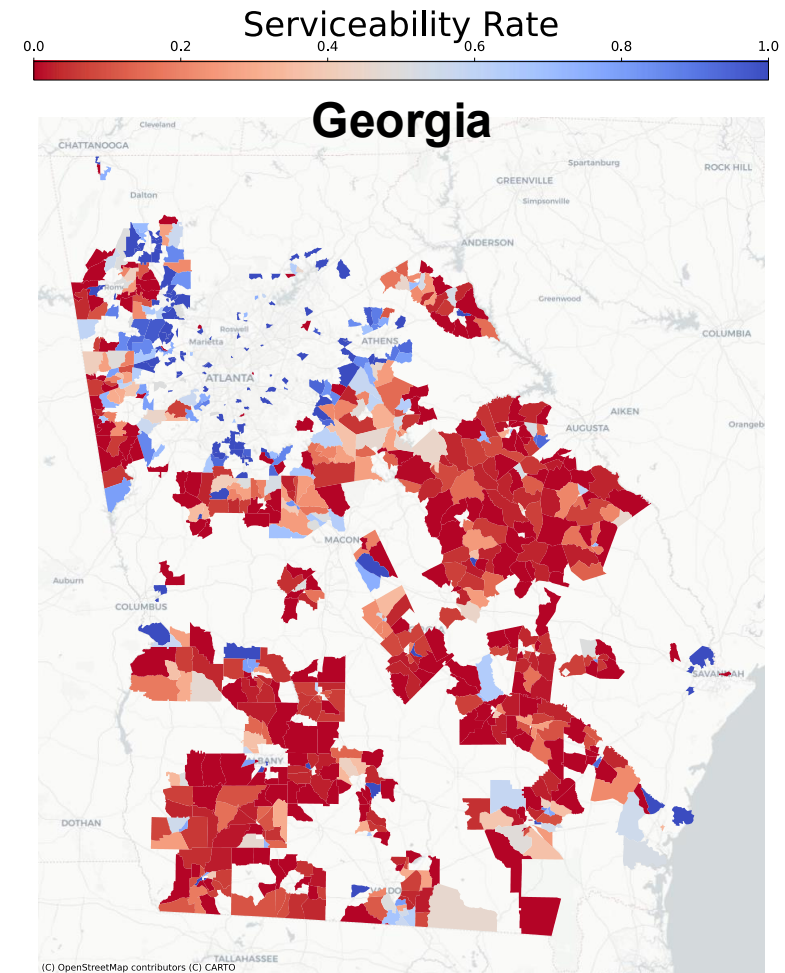 Serviceability Rate
0.0 0.2 0.4 0.6 0.8 1.0
Georgia
Cleveland
CHATTANOOGA
Spartanburg
ROCK HILL
GREENVILLE
Dalton
Simpsonville
ANDERSON
Rome
Greenwood
Roswell
COLUMBIA
Marietta
ATHENS
ATLANTA
AIKEN
AUGUSTA
Orangeb
MACON
Auburn
COLUMBUS
SAVANNAH
BANY
DOTHAN
VALDO
TALLAHASSEE
(C) OpenStreetMap contributors (C) CARTO